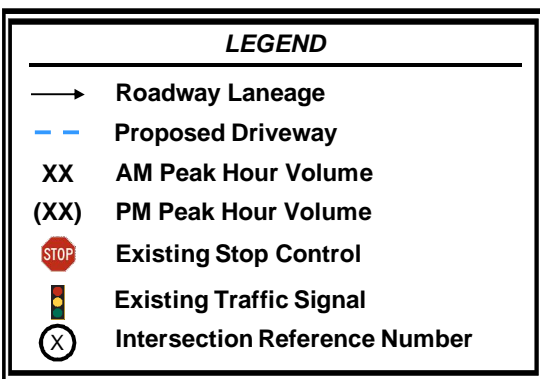 LEGEND
Roadway Laneage
Proposed Driveway
XX AM Peak Hour Volume
(XX) PM Peak Hour Volume
STOP Existing Stop Control
Existing Traffic Signal
X Intersection Reference Number